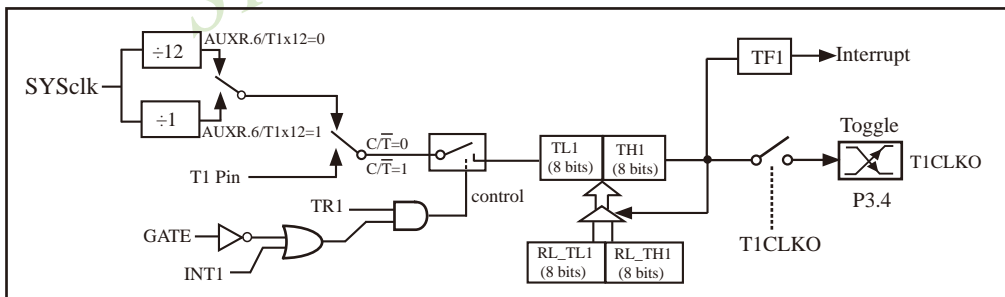 ÷12
AUXR.6/T1x12=0
SYSclk
÷1
AUXR.6/T1x12=1
C/T̅=0
C/T̅=1
T1 Pin
TR1
GATE
INT1
control
TL1
(8 bits)
TH1
(8 bits)
RL_TL1
(8 bits)
RL_TH1
(8 bits)
TF1
Interrupt
Toggle
T1CLKO
P3.4
T1CLKO